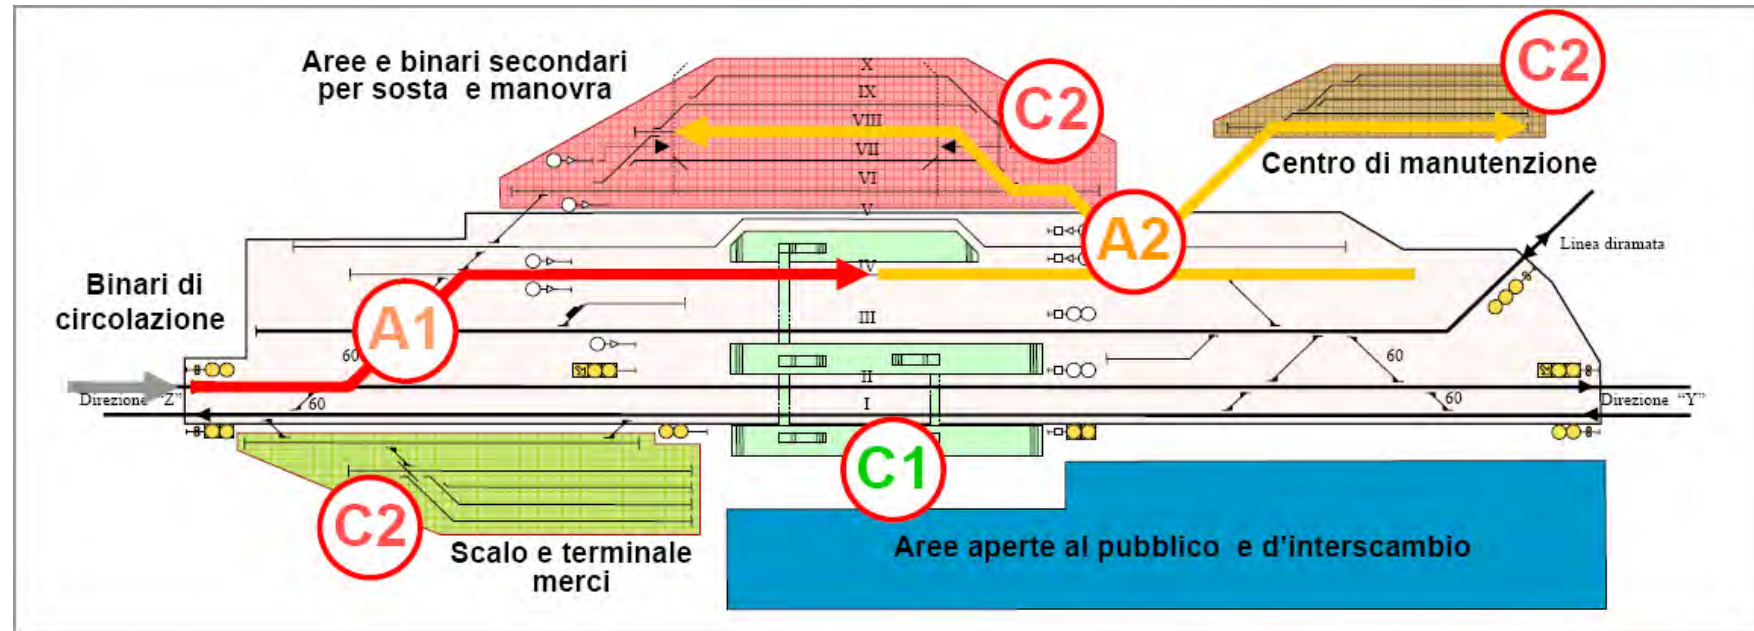 Aree e binari secondari
per sosta e manovra
C2
C2
X
IX
VIII
VII
VI
V
Centro di manutenzione
A2
Linea diramata
IV
Binari di
circolazione
A1
III
60
60
II
Direzione "Z"
60
I
60
Direzione "Y"
C1
C2
Scalo e terminale
merci
Aree aperte al pubblico e d'interscambio